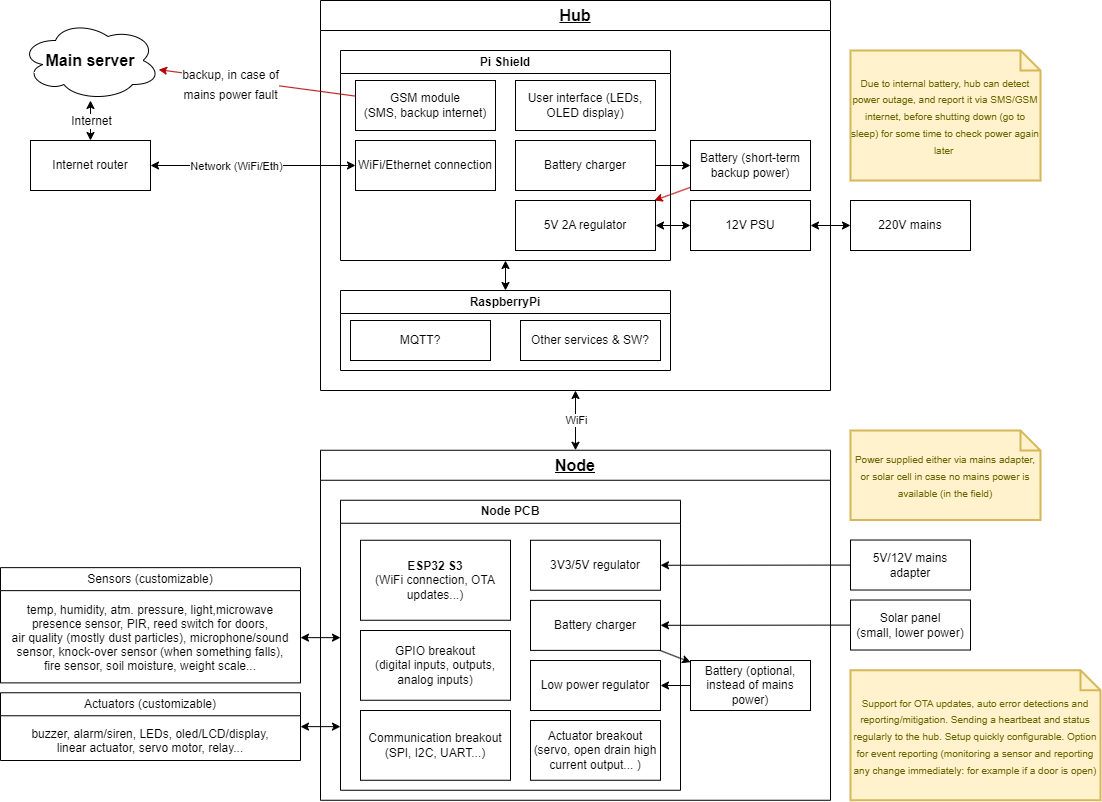 Hub
Main server
backup, in case of
mains power fault
Internet
Internet router
Network (WiFi/Eth)
Pi Shield
GSM module
(SMS, backup internet)
User interface (LEDs,
OLED display)
WiFi/Ethernet connection
Battery charger
Battery (short-term
backup power)
5V 2A regulator
12V PSU
220V mains
Due to internal battery, hub can detect
power outage, and report it via SMS/GSM
internet, before shutting down (go to
sleep) for some time to check power again
later
RaspberryPi
MQTT?
Other services & SW?
WiFi
Node
Power supplied either via mains adapter,
or solar cell in case no mains power is
available (in the field)
Node PCB
ESP32 S3
(WiFi connection, OTA
updates...)
3V3/5V regulator
5V/12V mains
adapter
Battery charger
Solar panel
(small, lower power)
GPIO breakout
(digital inputs, outputs,
analog inputs)
Low power regulator
Battery (optional,
instead of mains
power)
Communication breakout
(SPI, I2C, UART...)
Actuator breakout
(servo, open drain high
current output... )
Sensors (customizable)
temp, humidity, atm. pressure, light,microwave
presence sensor, PIR, reed switch for doors,
air quality (mostly dust particles), microphone/sound
sensor, knock-over sensor (when something falls),
fire sensor, soil moisture, weight scale...
Actuators (customizable)
buzzer, alarm/siren, LEDs, oled/LCD/display,
linear actuator, servo motor, relay...
Support for OTA updates, auto error detections and
reporting/mitigation. Sending a heartbeat and status
regularly to the hub. Setup quickly configurable. Option
for event reporting (monitoring a sensor and reporting
any change immediately: for example if a door is open)